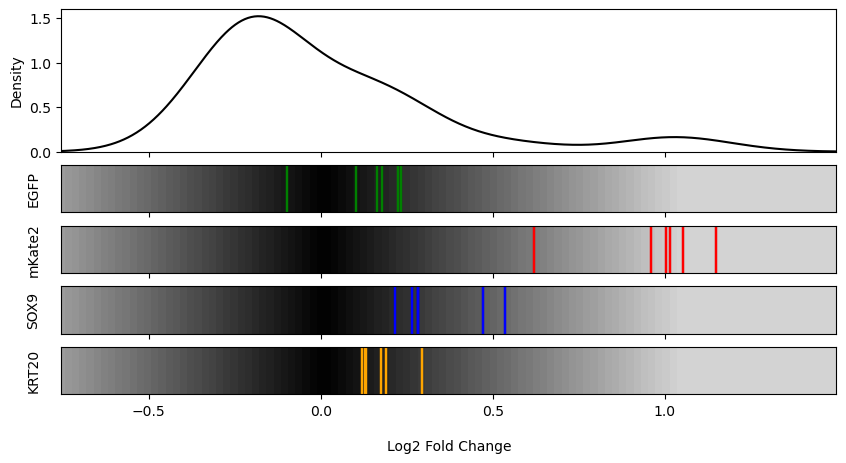 1.5
1.0
0.5
0.0
Density
EGFP
mKate2
SOX9
KRT20
−0.5 0.0 0.5 1.0
Log2 Fold Change